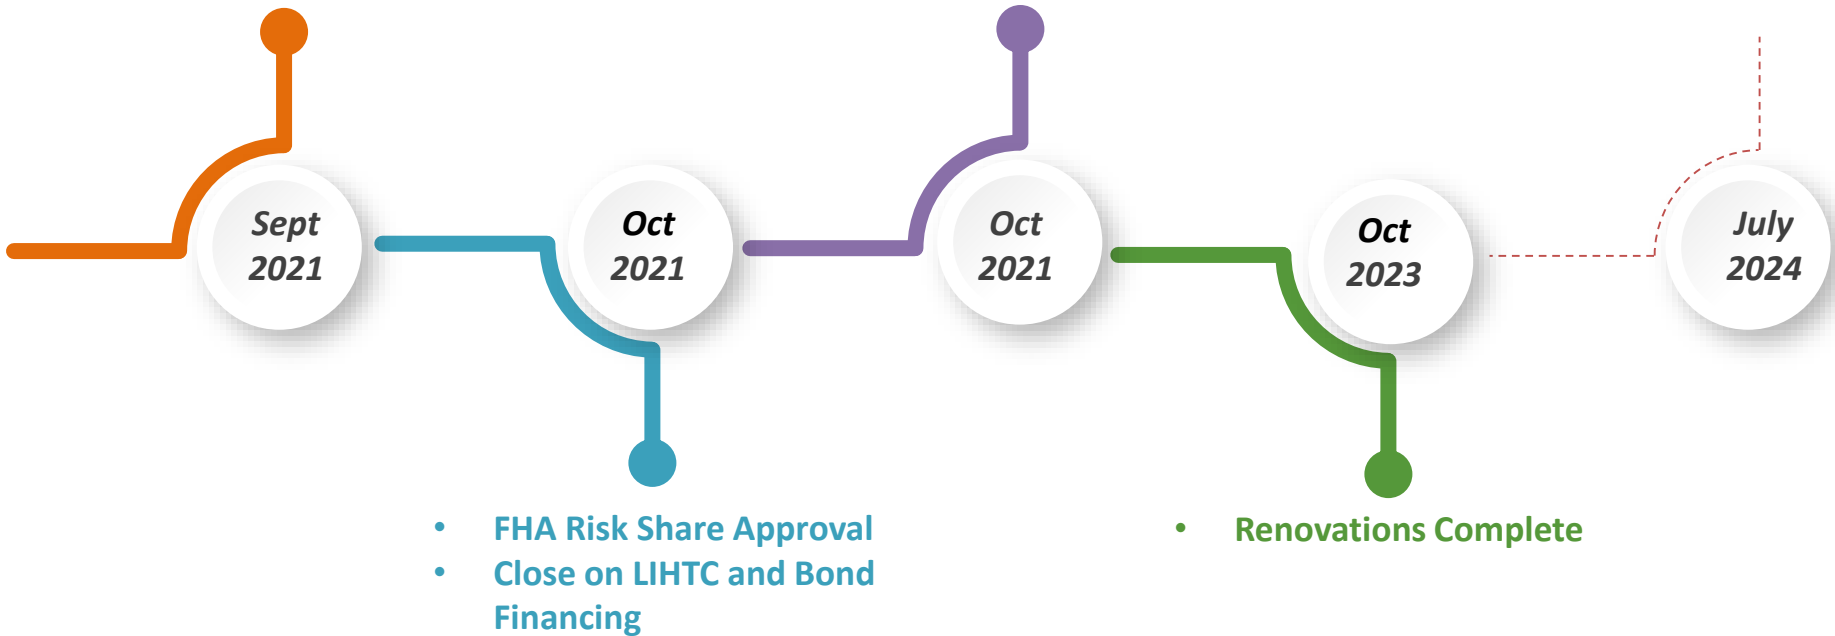 Sept
2021
Oct
2021
Oct
2021
Oct
2023
July
2024
• FHA Risk Share Approval
• Close on LIHTC and Bond
Financing
• Renovations Complete